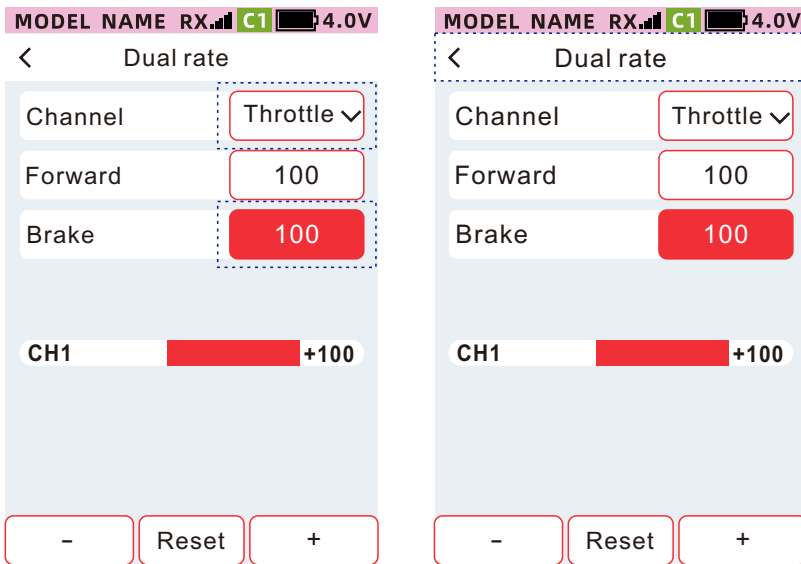 MODEL NAME RX C1 4.0V
Dual rate
Channel Throttle
Forward 100
Brake 100
CH1 +100
- Reset +
MODEL NAME RX C1 4.0V
Dual rate
Channel Throttle
Forward 100
Brake 100
CH1 +100
- Reset +